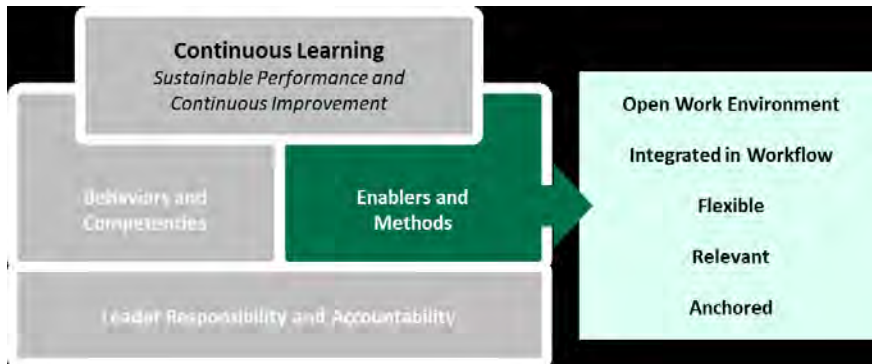 Continuous Learning
Sustainable Performance and
Continuous Improvement
Behaviors and
Competencies
Enablers and
Methods
Leader Responsibility and Accountability
Open Work Environment
Integrated in Workflow
Flexible
Relevant
Anchored